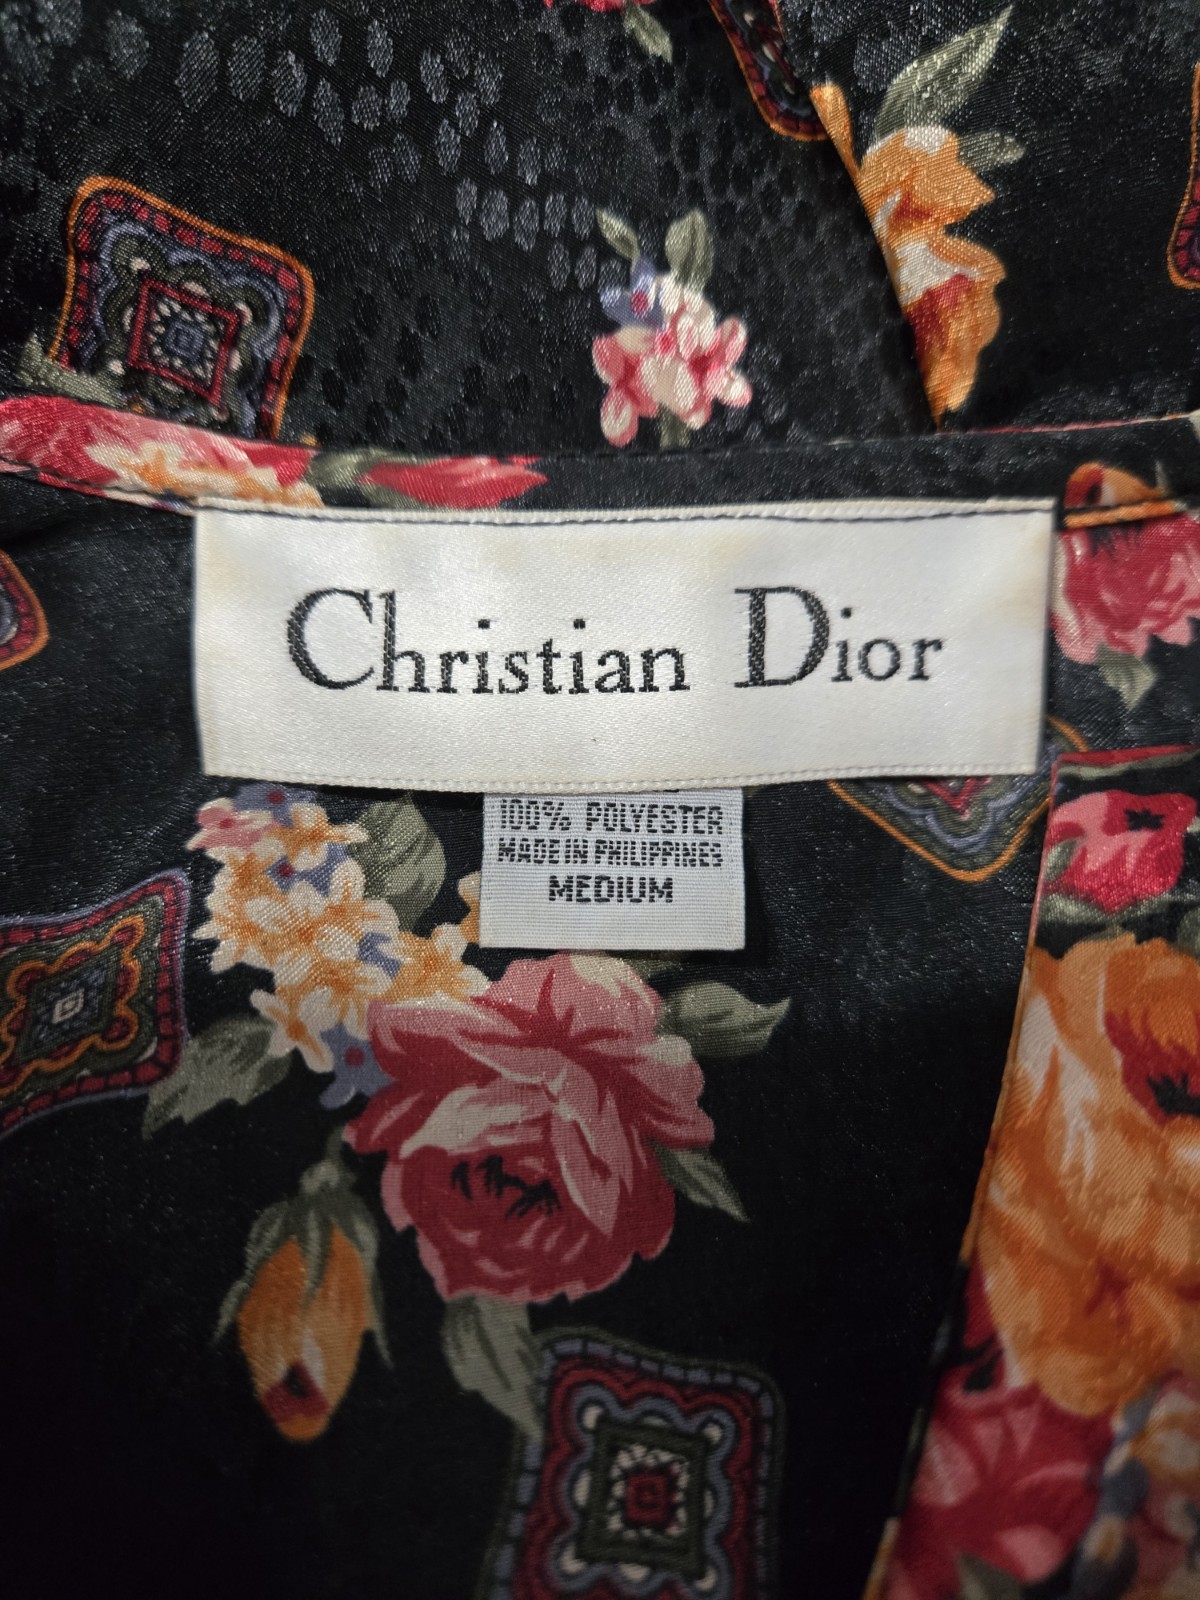 Christian Dior
100% POLYESTER
MADE IN PHILIPPINES
MEDIUM